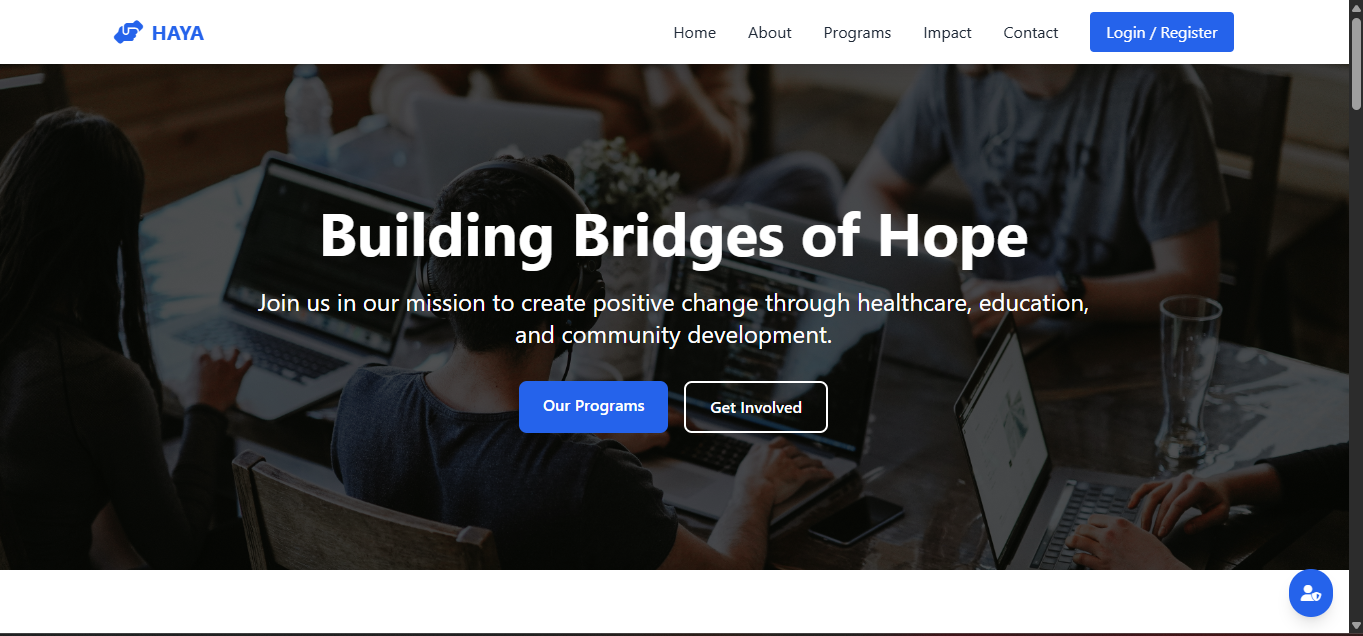 HAYA
Home
About
Programs
Impact
Contact
Login / Register
Building Bridges of Hope
Join us in our mission to create positive change through healthcare, education,
and community development.
Our Programs
Get Involved